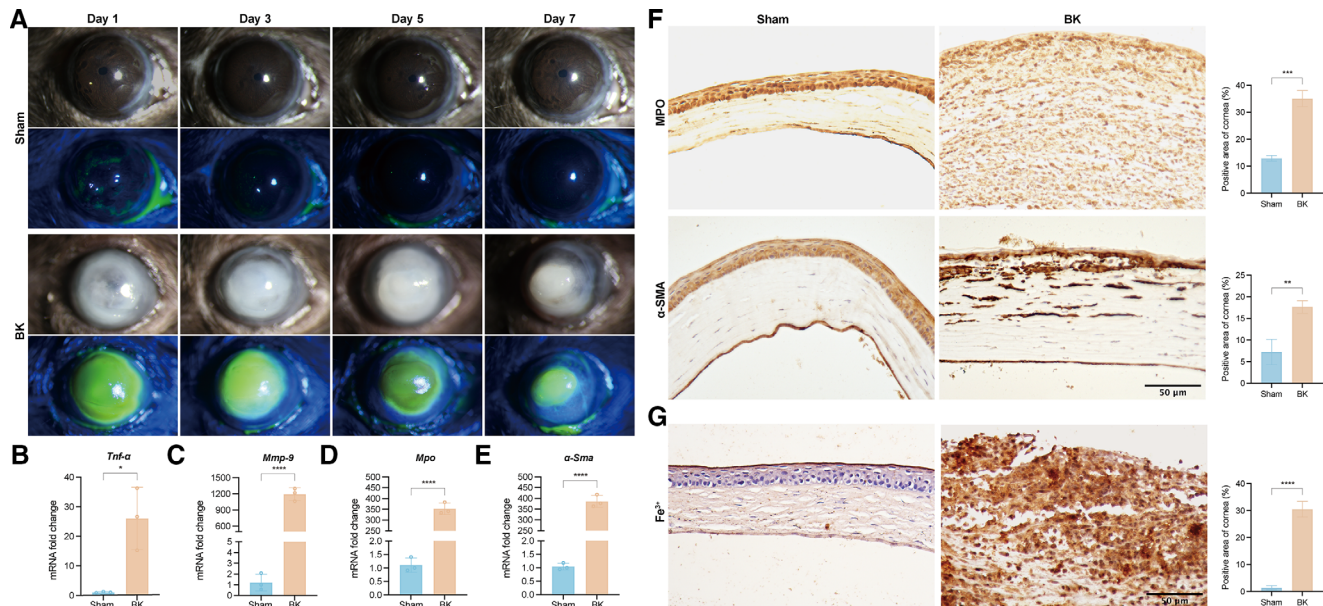 A
Day 1
Day 3
Day 5
Day 7
Sham
BK
B
Tnf-α
*
mRNA fold change
40
30
20
10
0
Sham
BK
C
Mmp-9
****
mRNA fold change
1500
1200
900
600
300
5
4
3
2
1
0
Sham
BK
D
Mpo
****
mRNA fold change
500
450
400
350
300
250
200
2.0
1.5
1.0
0.5
0.0
Sham
BK
E
α-Sma
****
mRNA fold change
500
450
400
350
300
250
200
2.0
1.5
1.0
0.5
0.0
Sham
BK
F
Sham
BK
MPO
***
Positive area of cornea (%)
40
30
20
10
0
Sham
BK
α-SMA
50 μm
**
Positive area of cornea (%)
25
20
15
10
5
0
Sham
BK
G
Fe³⁺
50 μm
****
Positive area of cornea (%)
40
30
20
10
0
Sham
BK